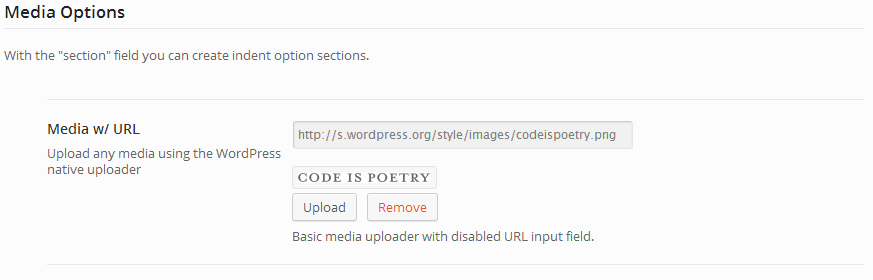 Media Options
With the "section" field you can create indent option sections.
Media w/ URL
Upload any media using the WordPress
native uploader
http://s.wordpress.org/style/images/codeispoetry.png
CODE IS POETRY
Upload
Remove
Basic media uploader with disabled URL input field.